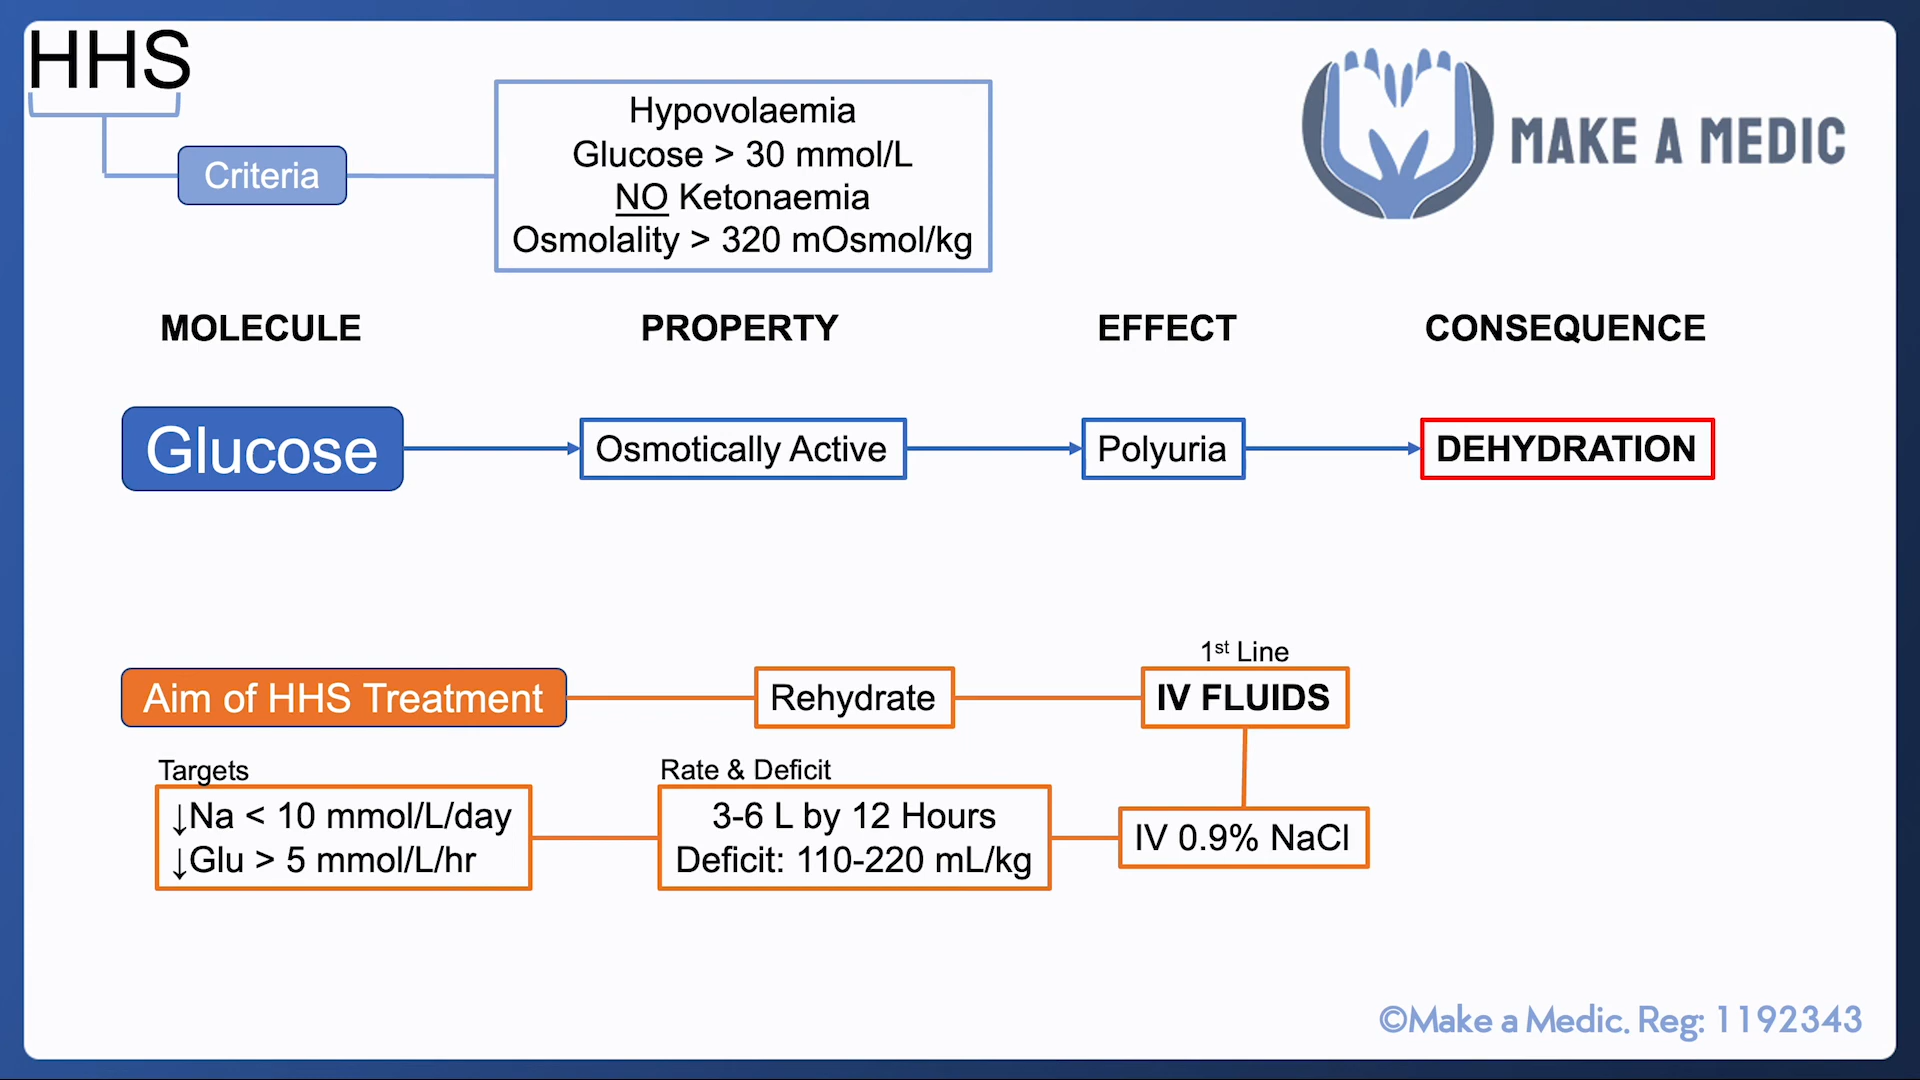 HHS
MAKE A MEDIC
Criteria
Hypovolaemia
Glucose > 30 mmol/L
NO Ketonaemia
Osmolality > 320 mOsmol/kg
MOLECULE
PROPERTY
EFFECT
CONSEQUENCE
Glucose
Osmotically Active
Polyuria
DEHYDRATION
1st Line
Aim of HHS Treatment
Rehydrate
IV FLUIDS
Targets
↓Na < 10 mmol/L/day
↓Glu > 5 mmol/L/hr
Rate & Deficit
3-6 L by 12 Hours
Deficit: 110-220 mL/kg
IV 0.9% NaCl
©Make a Medic. Reg: 1192343